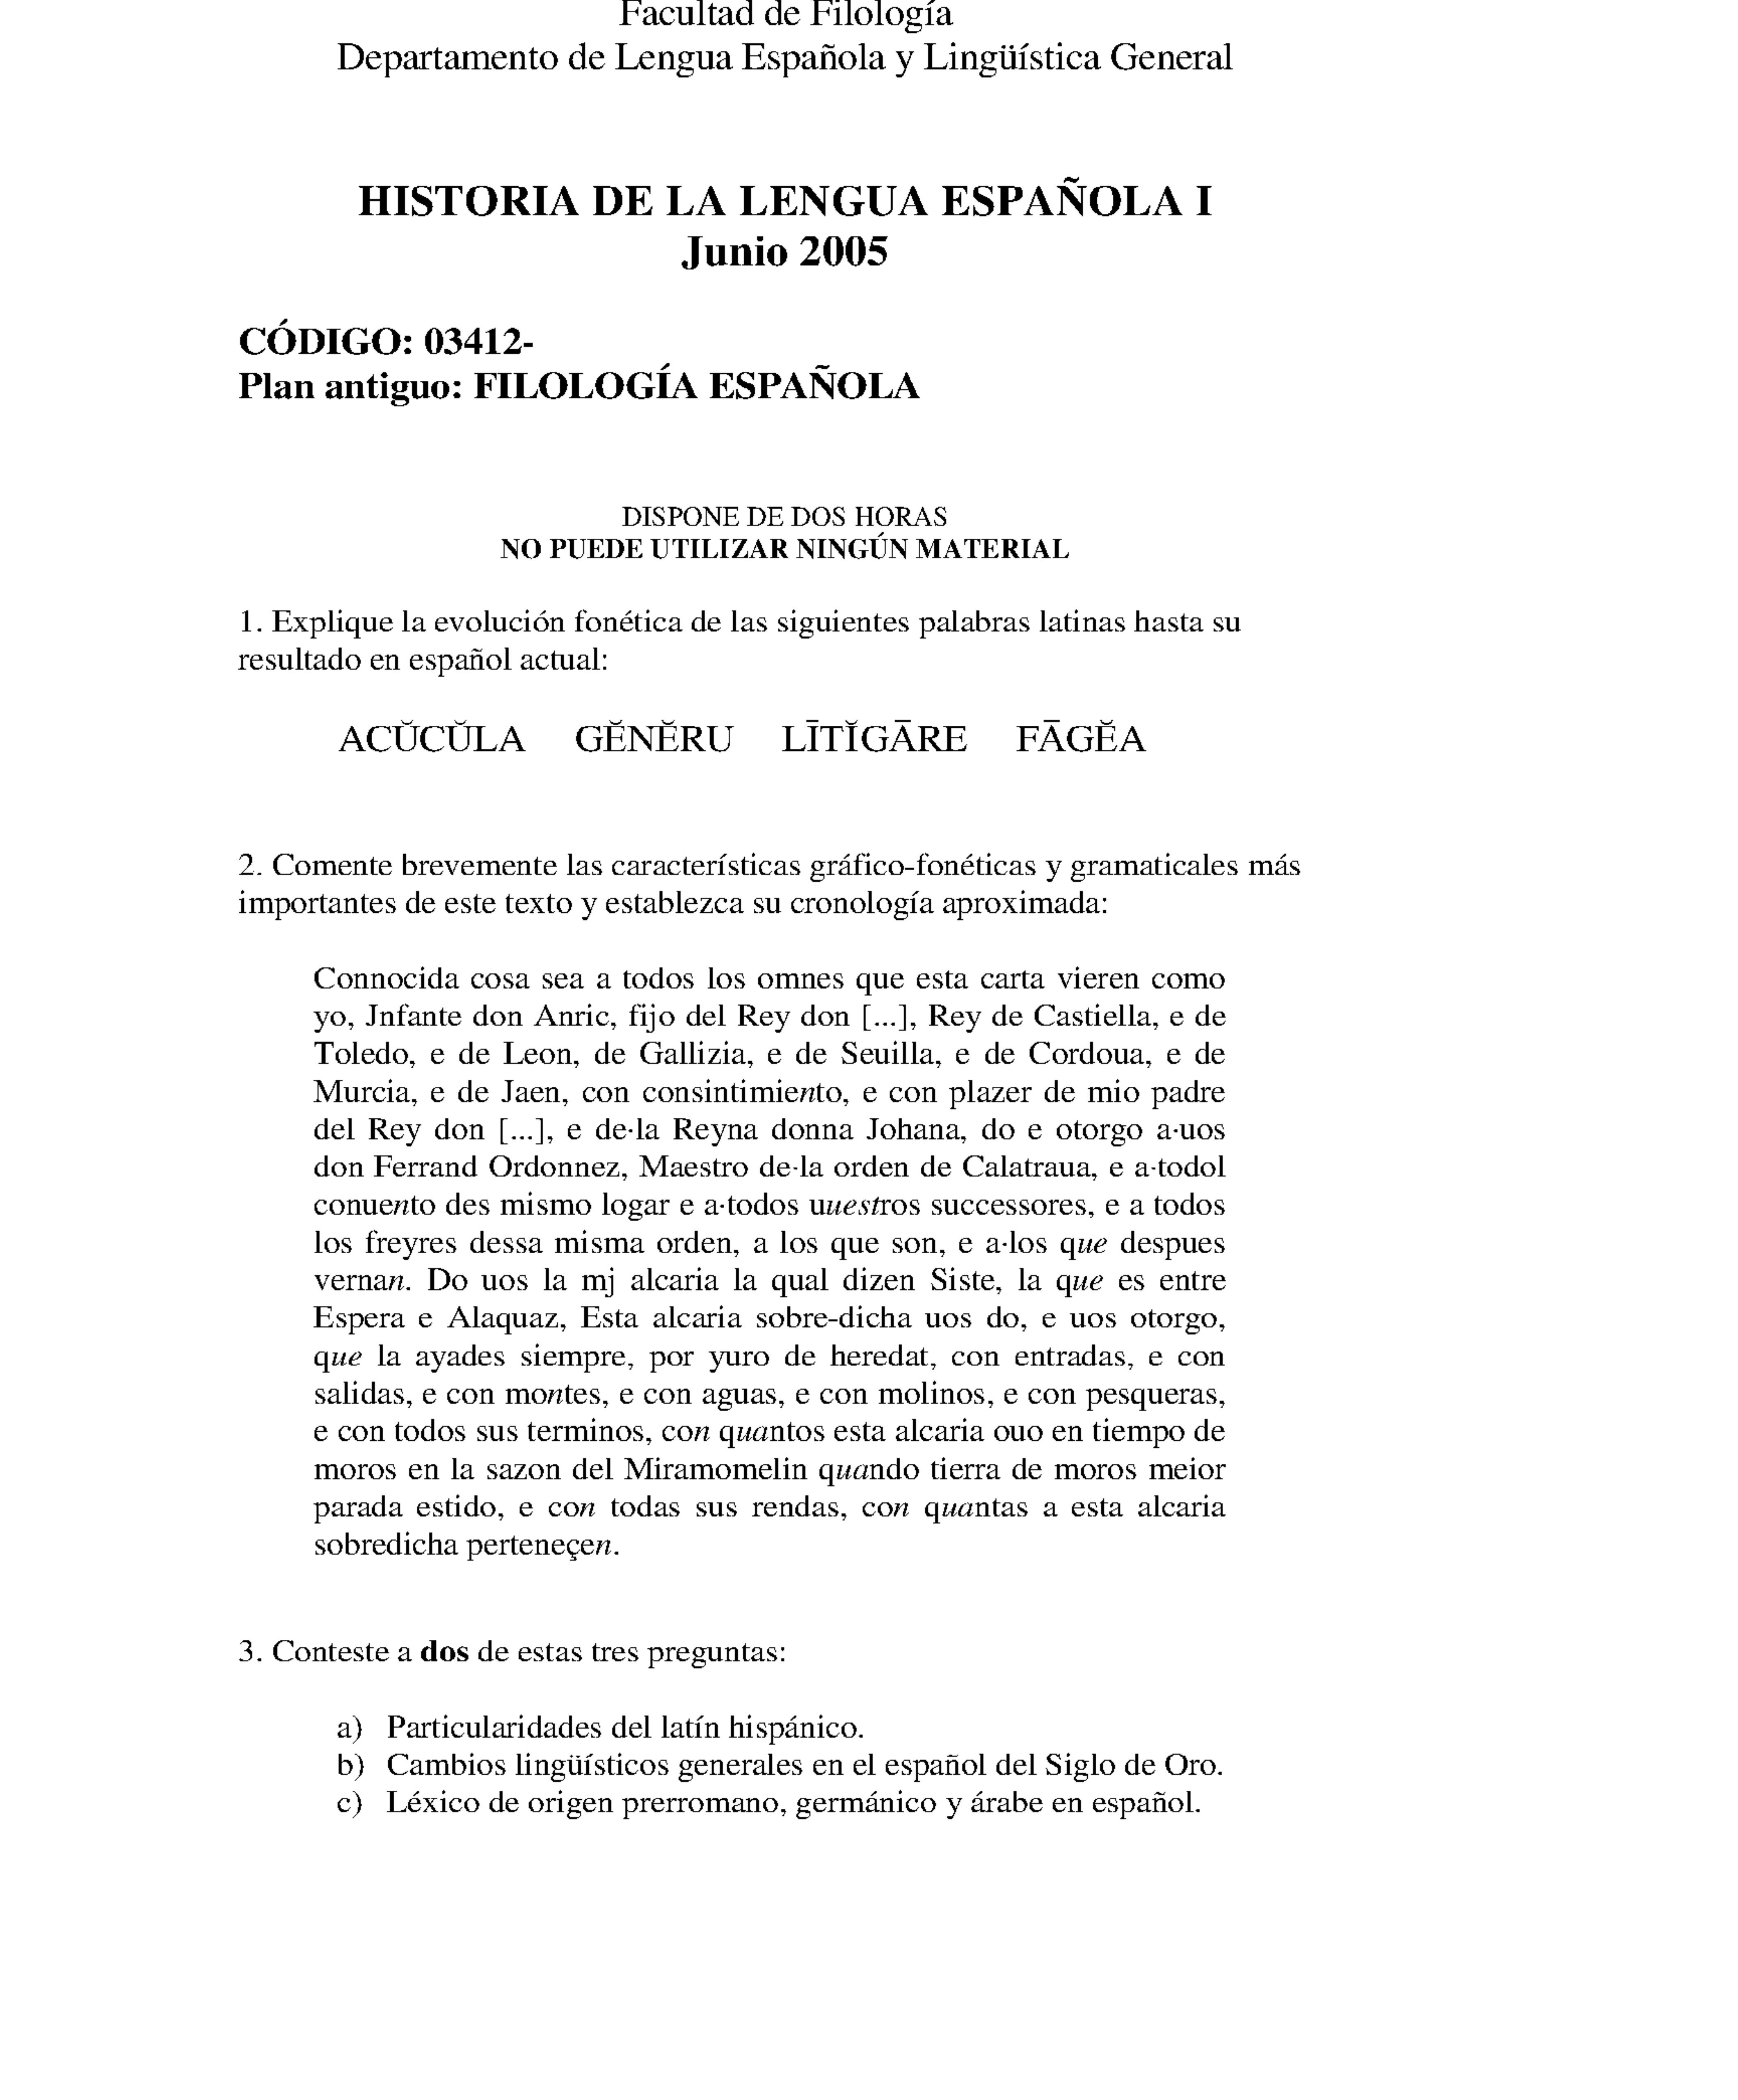 Facultad de Filología
Departamento de Lengua Española y Lingüística General
HISTORIA DE LA LENGUA ESPAÑOLA I
Junio 2005
CÓDIGO: 03412-
Plan antiguo: FILOLOGÍA ESPAÑOLA
DISPONE DE DOS HORAS
NO PUEDE UTILIZAR NINGÚN MATERIAL
1. Explique la evolución fonética de las siguientes palabras latinas hasta su
resultado en español actual:
ACŬCŬLA GĔNĔRU LĪTĬGĀRE FĀGĔA
2. Comente brevemente las características gráfico-fonéticas y gramaticales más
importantes de este texto y establezca su cronología aproximada:
Connocida cosa sea a todos los omnes que esta carta vieren como
yo, Jnfante don Anric, fijo del Rey don [...], Rey de Castiella, e de
Toledo, e de Leon, de Gallizia, e de Seuilla, e de Cordoua, e de
Murcia, e de Jaen, con consintimiento, e con plazer de mio padre
del Rey don [...], e de·la Reyna donna Johana, do e otorgo a·uos
don Ferrand Ordonnez, Maestro de·la orden de Calatraua, e a·todol
conuento des mismo logar e a·todos uuestros successores, e a todos
los freyres dessa misma orden, a los que son, e a·los que despues
vernan. Do uos la mj alcaria la qual dizen Siste, la que es entre
Espera e Alaquaz, Esta alcaria sobre-dicha uos do, e uos otorgo,
que la ayades siempre, por yuro de heredat, con entradas, e con
salidas, e con montes, e con aguas, e con molinos, e con pesqueras,
e con todos sus terminos, con quantos esta alcaria ouo en tiempo de
moros en la sazon del Miramomelin quando tierra de moros meior
parada estido, e con todas sus rendas, con quantas a esta alcaria
sobredicha perteneçen.
3. Conteste a dos de estas tres preguntas:
a) Particularidades del latín hispánico.
b) Cambios lingüísticos generales en el español del Siglo de Oro.
c) Léxico de origen prerromano, germánico y árabe en español.